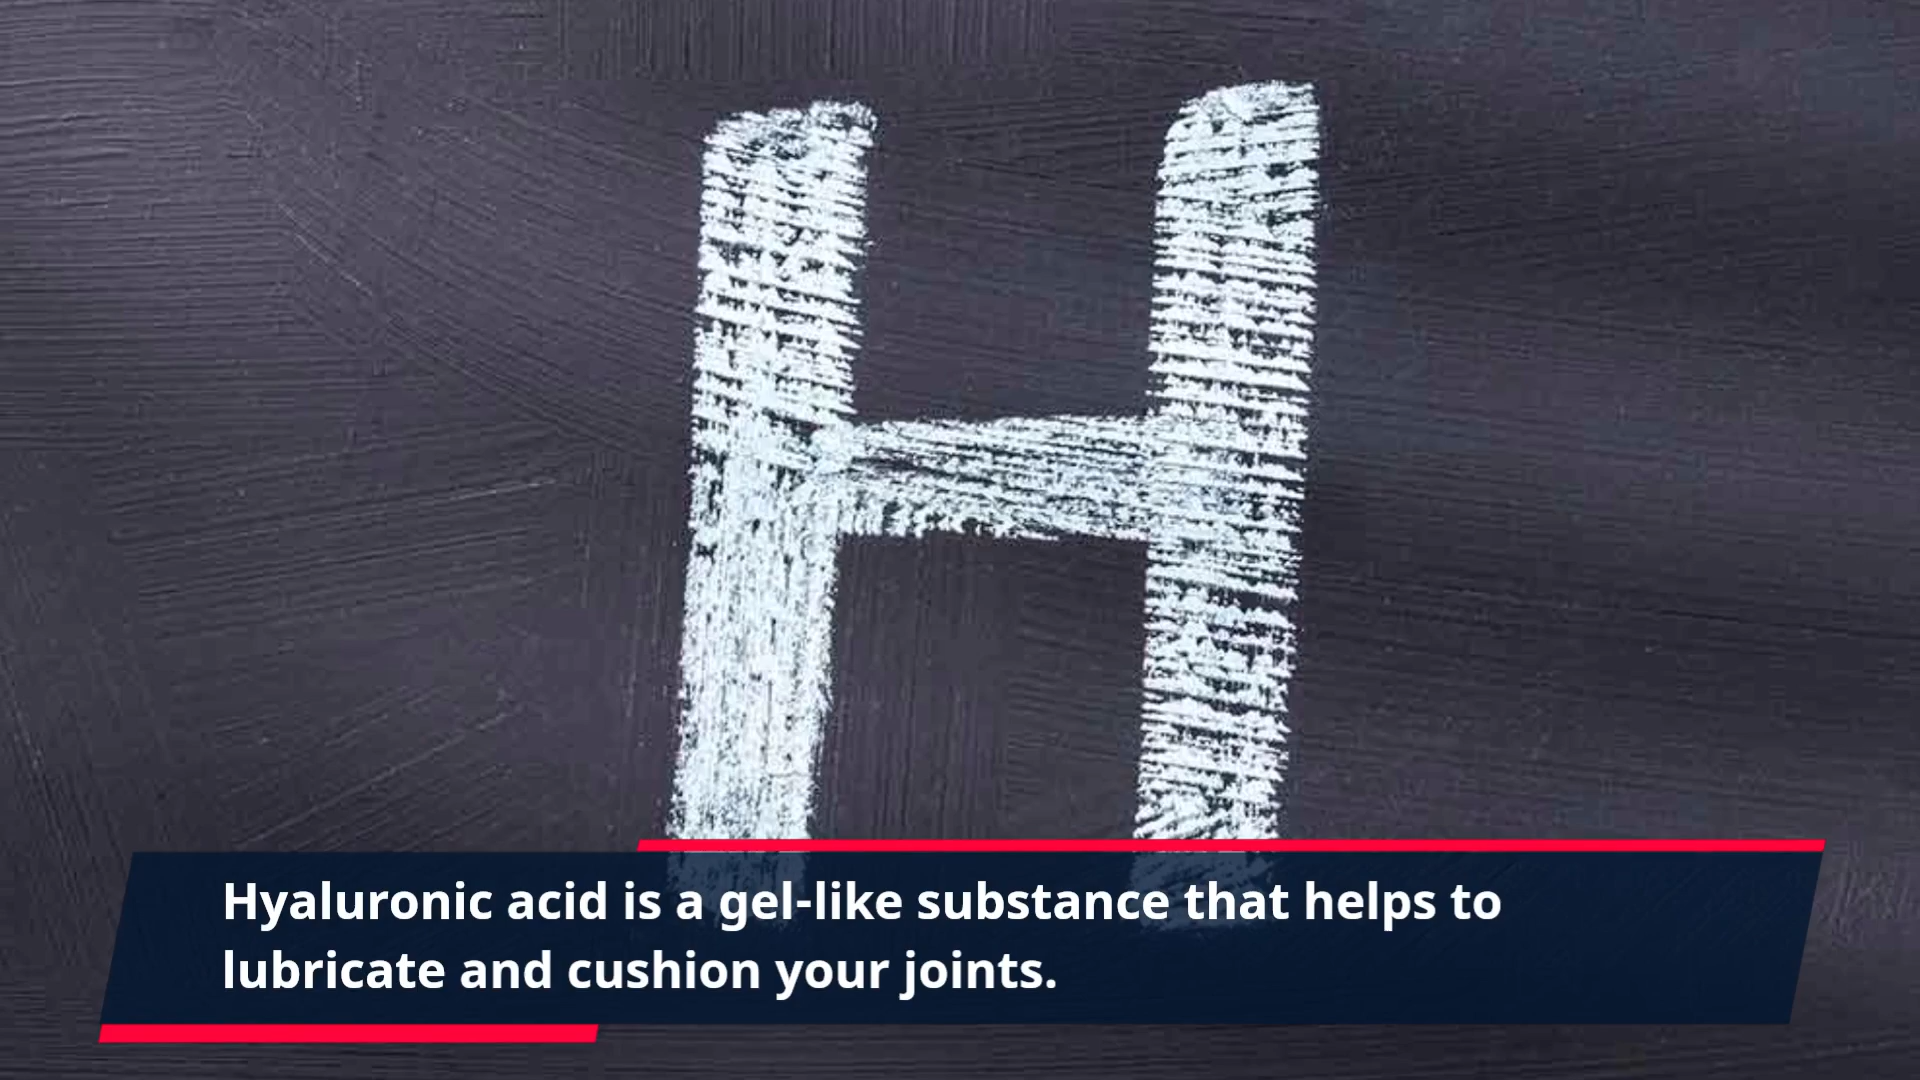 H
Hyaluronic acid is a gel-like substance that helps to
lubricate and cushion your joints.